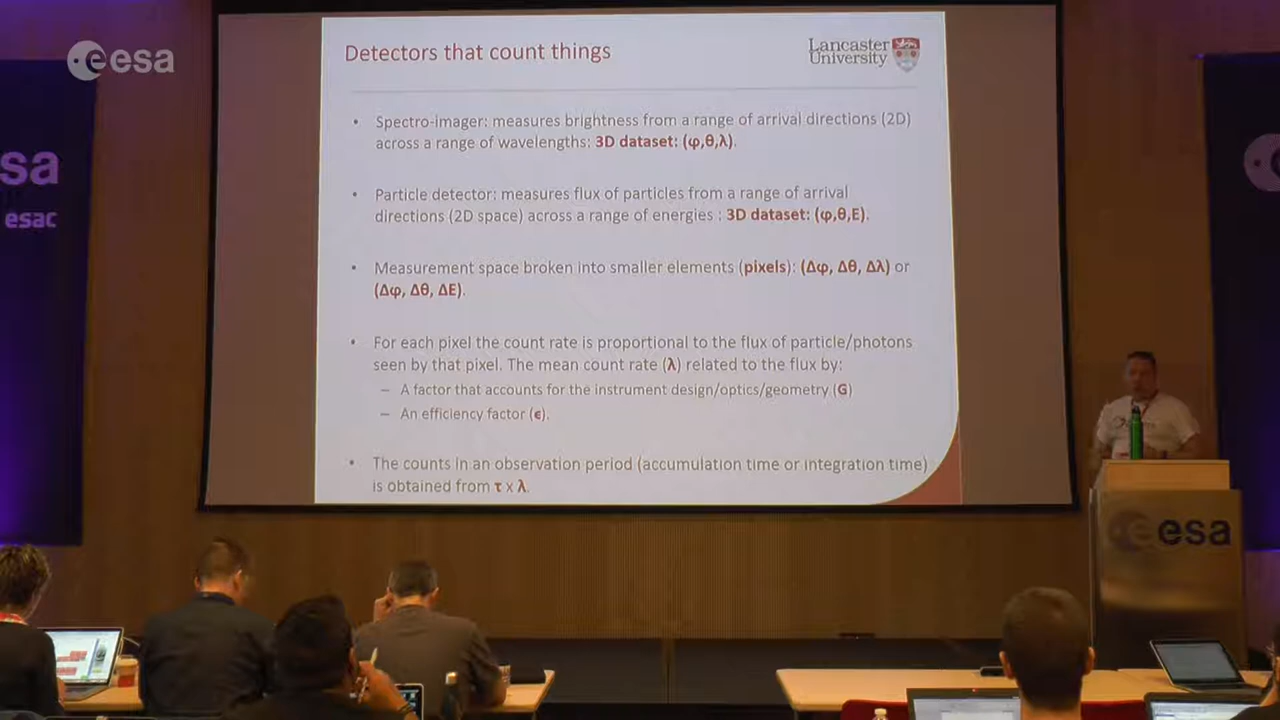 esa
Detectors that count things
Lancaster
University
• Spectro-imager: measures brightness from a range of arrival directions (2D)
across a range of wavelengths: 3D dataset: (φ,θ,λ).
• Particle detector: measures flux of particles from a range of arrival
directions (2D space) across a range of energies : 3D dataset: (φ,θ,E).
• Measurement space broken into smaller elements (pixels): (Δφ, Δθ, Δλ) or
(Δφ, Δθ, ΔE).
• For each pixel the count rate is proportional to the flux of particle/photons
seen by that pixel. The mean count rate (λ) related to the flux by:
– A factor that accounts for the instrument design/optics/geometry (G)
– An efficiency factor (ϵ).
• The counts in an observation period (accumulation time or integration time)
is obtained from τ x λ.
sa
esac
esa